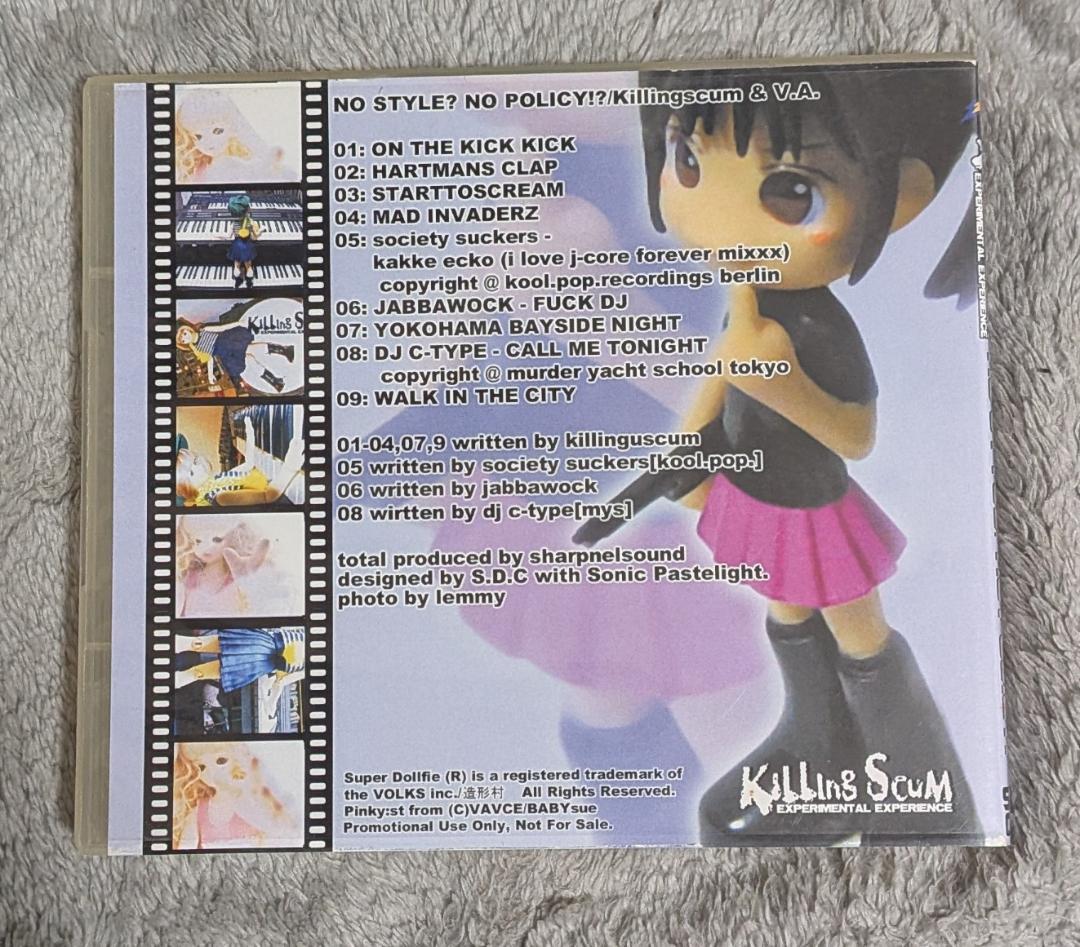 NO STYLE? NO POLICY!?/Killingscum & V.A.
01: ON THE KICK KICK
02: HARTMANS CLAP
03: STARTTOSCREAM
04: MAD INVADERZ
05: society suckers -
kakke ecko (i love j-core forever mixxx)
copyright @ kool.pop.recordings berlin
06: JABBAWOCK - FUCK DJ
07: YOKOHAMA BAYSIDE NIGHT
08: DJ C-TYPE - CALL ME TONIGHT
copyright @ murder yacht school tokyo
09: WALK IN THE CITY
01-04,07,9 written by killinguscum
05 written by society suckers[kool.pop.]
06 written by jabbawock
08 wirtten by dj c-type[mys]
total produced by sharpnelsound
designed by S.D.C with Sonic Pastelight.
photo by lemmy
Super Dollfie (R) is a registered trademark of
the VOLKS inc./造形村 All Rights Reserved.
Pinky:st from (C)VAVCE/BABYsue
Promotional Use Only, Not For Sale.
KiLLing ScuM
EXPERIMENTAL EXPERIENCE
KiLLing S
EXPERIMENTAL EXPERIENCE